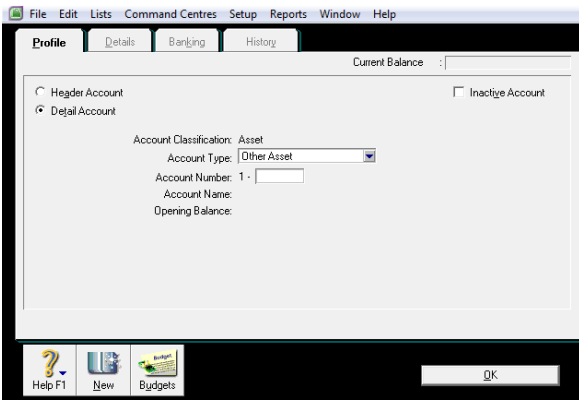 File Edit Lists Command Centres Setup Reports Window Help
Profile Details Banking History
Current Balance :
Header Account Inactive Account
Detail Account
Account Classification: Asset
Account Type: Other Asset
Account Number: 1 -
Account Name:
Opening Balance:
Budget
Help F1 New Budgets OK